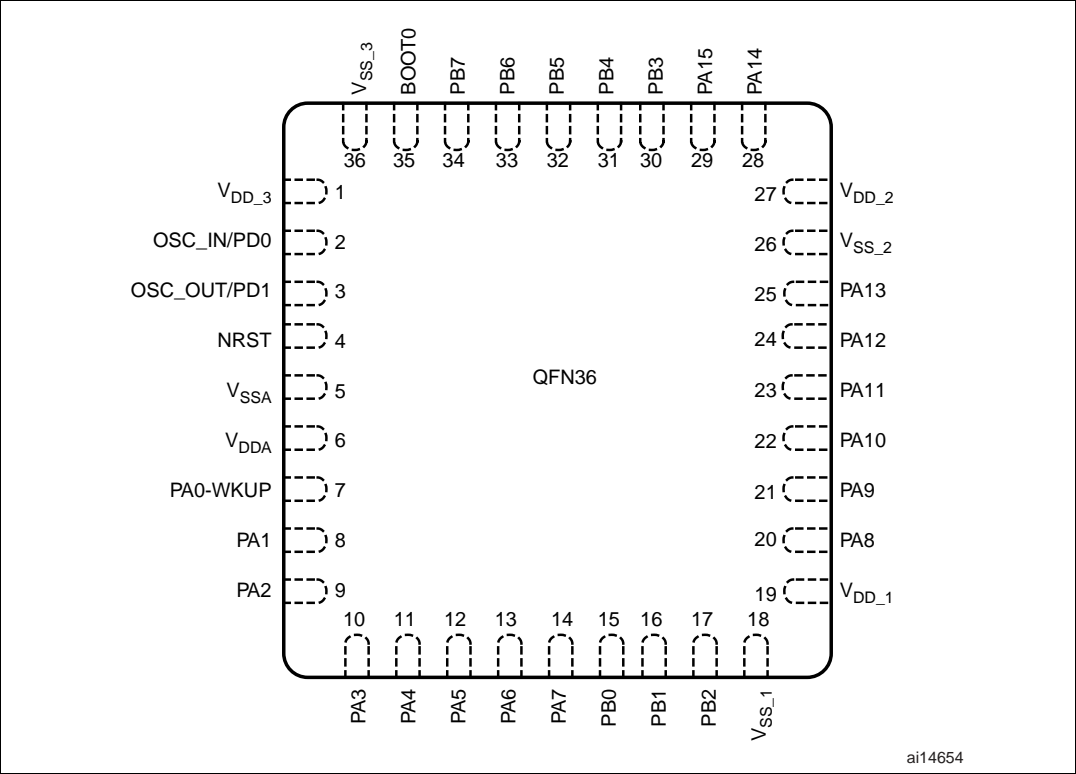 VSS_3
BOOT0
PB7
PB6
PB5
PB4
PB3
PA15
PA14
36 35 34 33 32 31 30 29 28
VDD_3 1 27 VDD_2
OSC_IN/PD0 2 26 VSS_2
OSC_OUT/PD1 3 25 PA13
NRST 4 24 PA12
QFN36
VSSA 5 23 PA11
VDDA 6 22 PA10
PA0-WKUP 7 21 PA9
PA1 8 20 PA8
PA2 9 19 VDD_1
10 11 12 13 14 15 16 17 18
PA3
PA4
PA5
PA6
PA7
PB0
PB1
PB2
VSS_1
ai14654